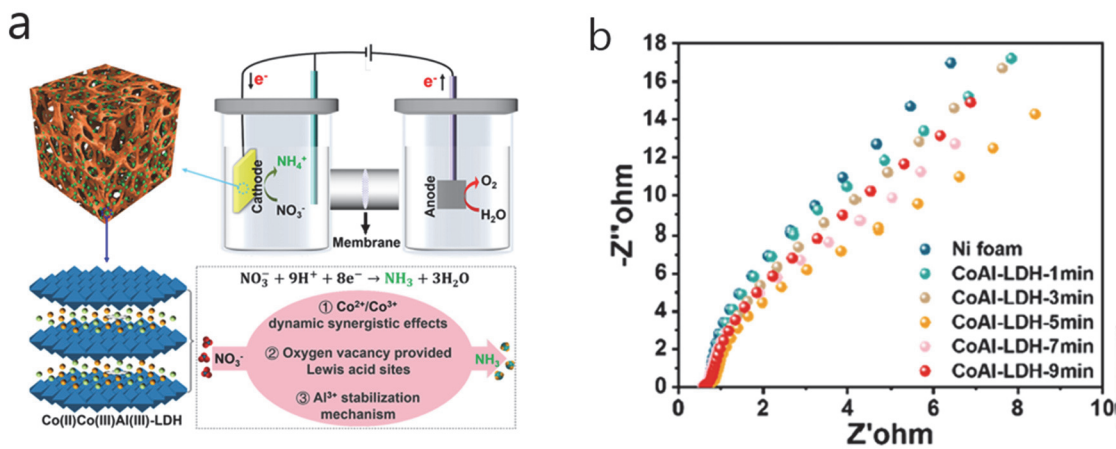 a
e⁻
e⁻
Cathode
NH₄⁺
NO₃⁻
Anode
O₂
H₂O
Membrane
NO₃⁻ + 9H⁺ + 8e⁻ → NH₃ + 3H₂O
① Co²⁺/Co³⁺
dynamic synergistic effects
② Oxygen vacancy provided
Lewis acid sites
③ Al³⁺ stabilization
mechanism
NO₃⁻
NH₃
Co(II)Co(III)Al(III)-LDH
b
-Z''ohm
18
16
14
12
10
8
6
4
2
0
Ni foam
CoAl-LDH-1min
CoAl-LDH-3min
CoAl-LDH-5min
CoAl-LDH-7min
CoAl-LDH-9min
0 2 4 6 8 10
Z'ohm